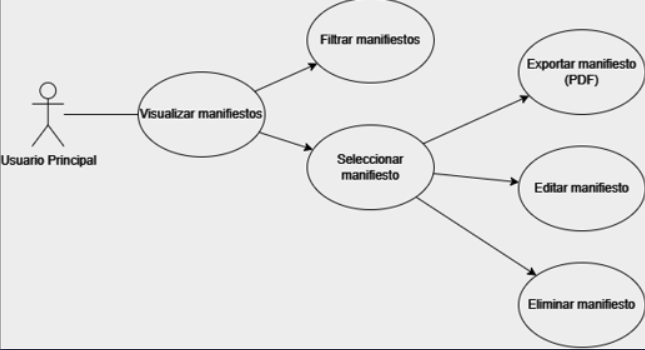 Filtrar manifiestos
Exportar manifiesto
(PDF)
Visualizar manifiestos
Usuario Principal
Seleccionar
manifiesto
Editar manifiesto
Eliminar manifiesto